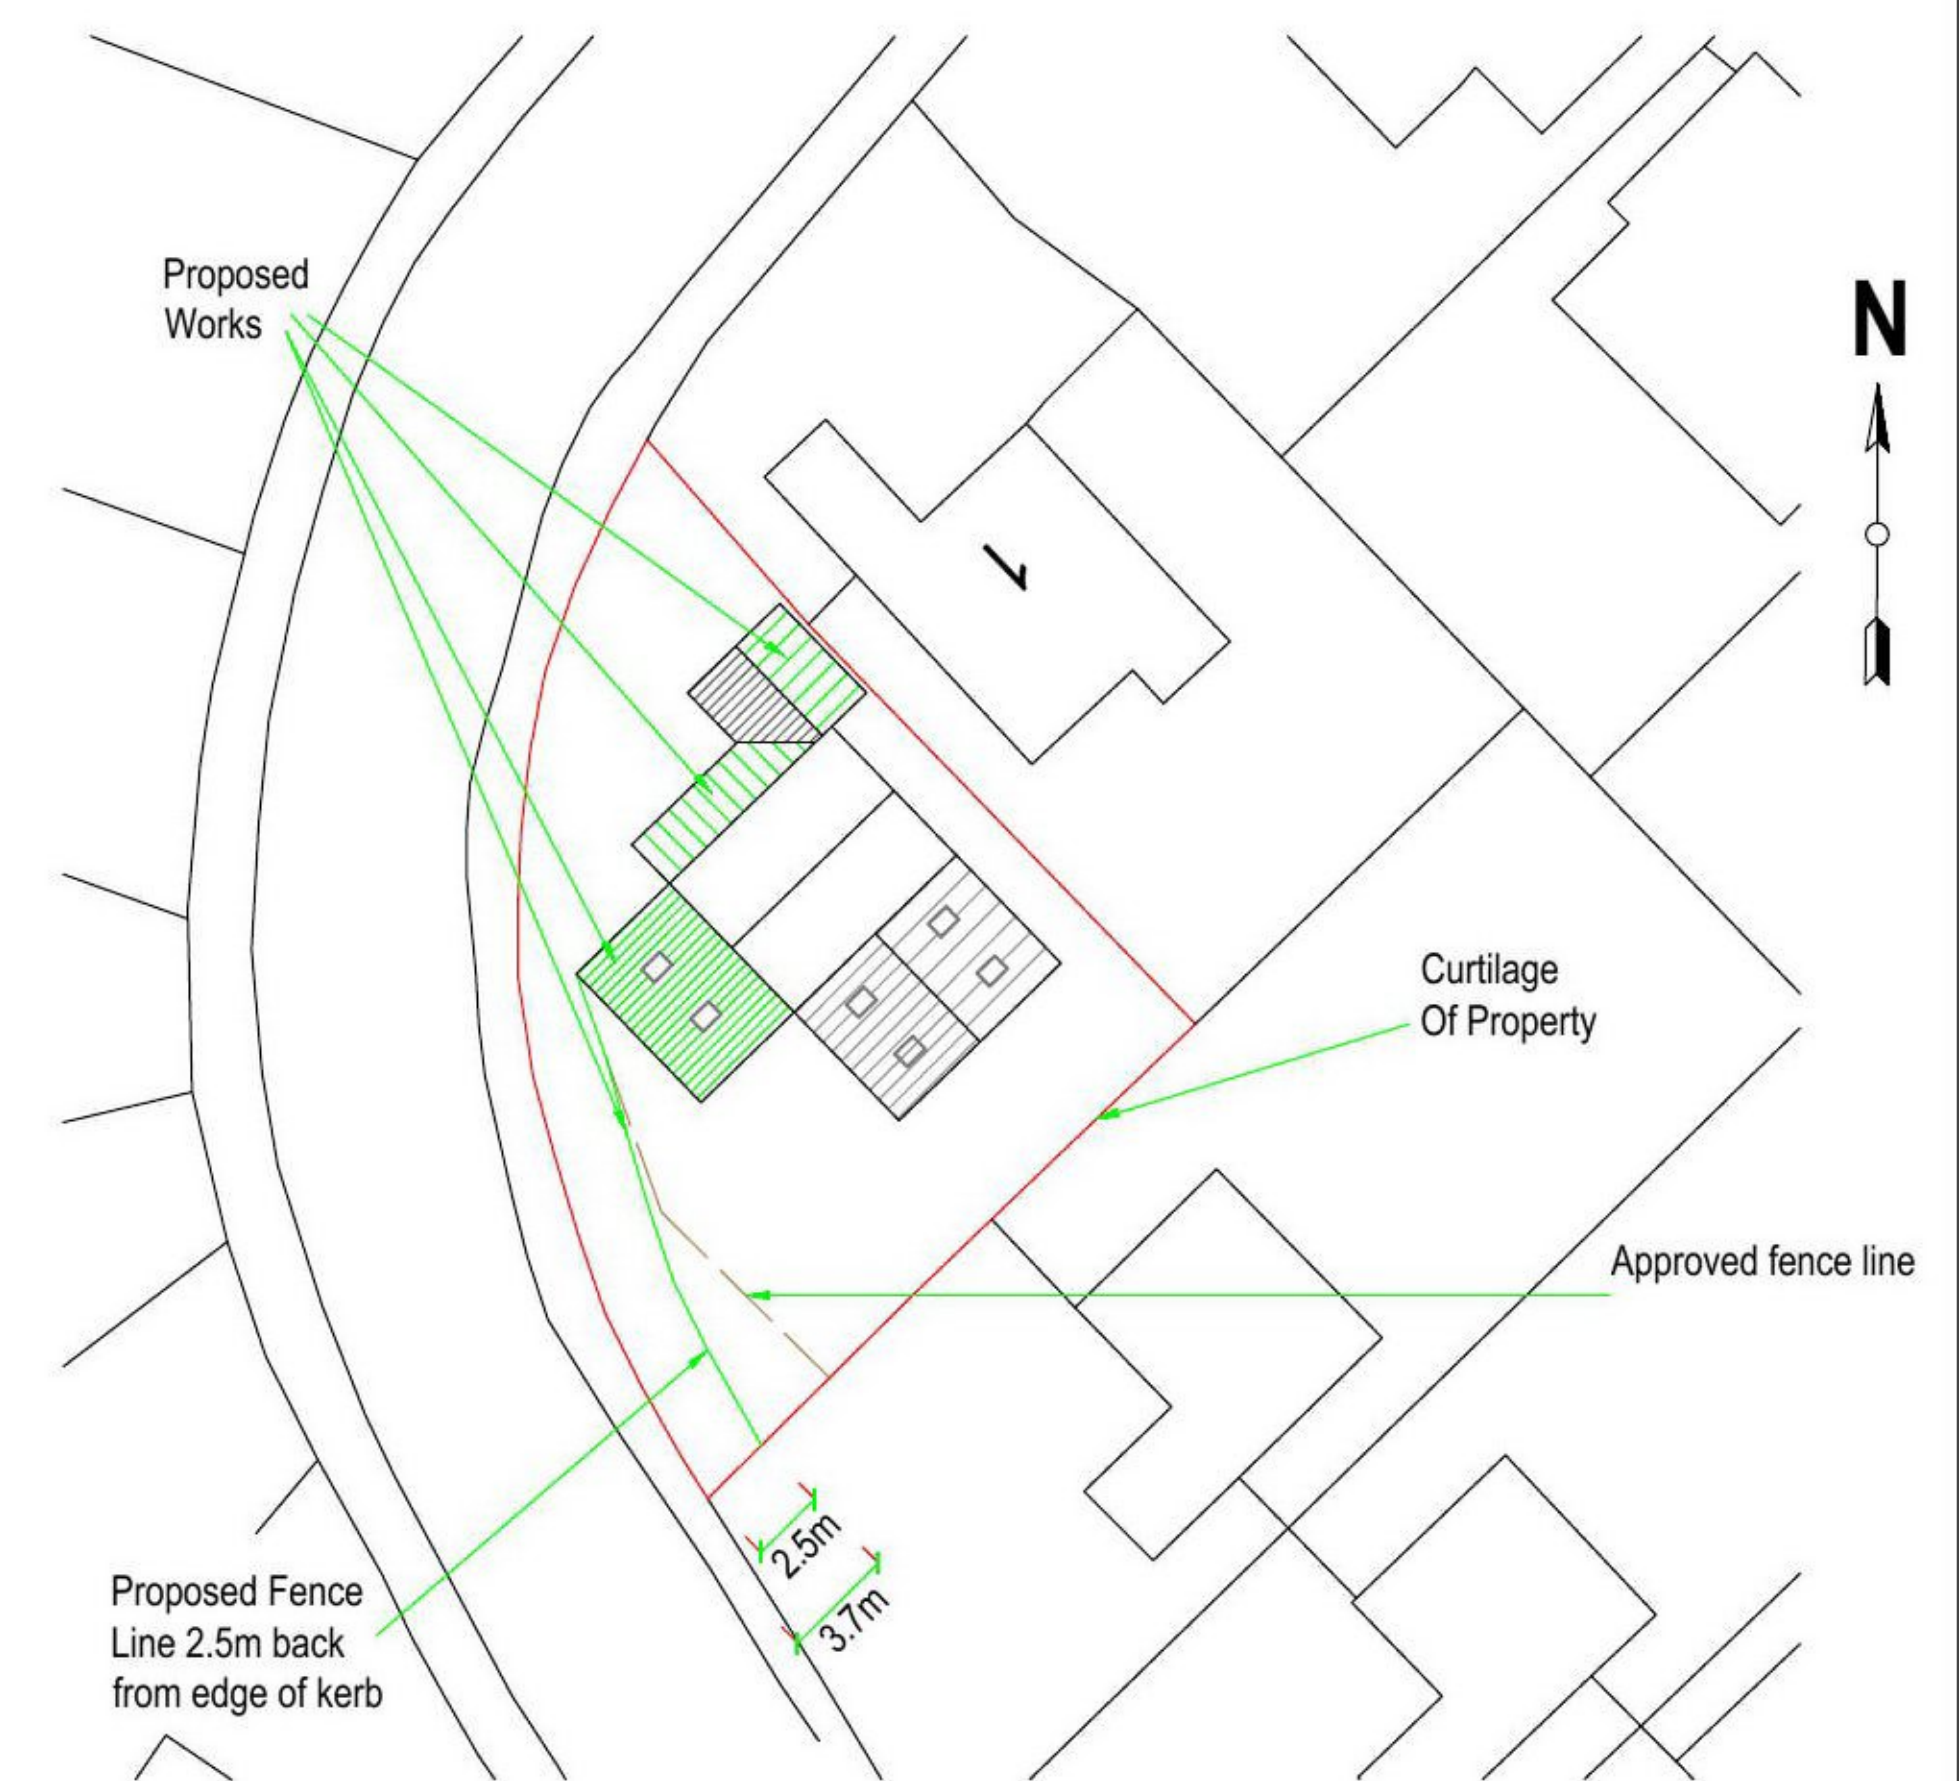 Proposed
Works
N
1
Curtilage
Of Property
Approved fence line
2.5m
3.7m
Proposed Fence
Line 2.5m back
from edge of kerb